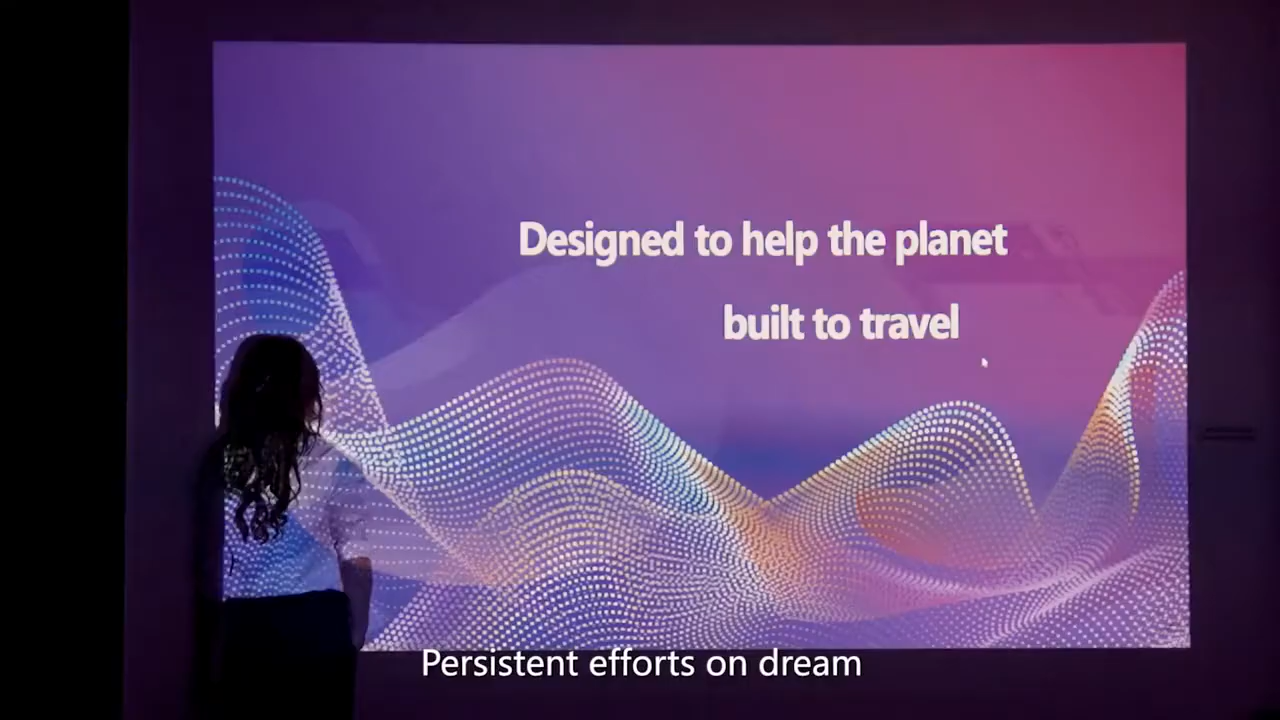 Designed to help the planet
built to travel
Persistent efforts on dream